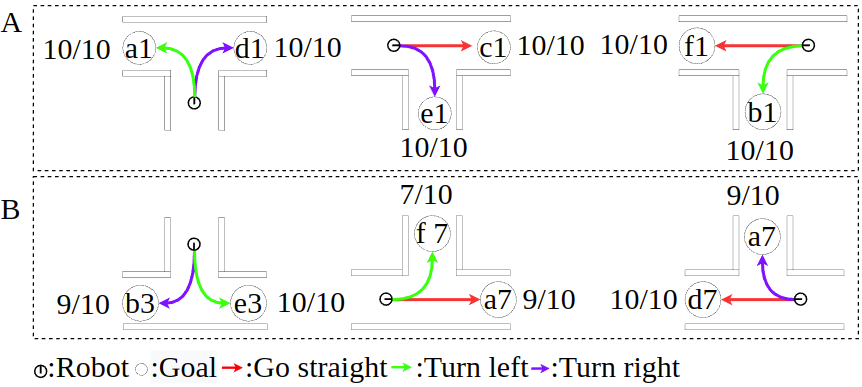 A
10/10 a1 d1 10/10
c1 10/10
e1
10/10
10/10 f1
b1
10/10
B
9/10 b3 e3 10/10
7/10
f 7
a7 9/10
9/10
a7
10/10 d7
:Robot :Goal :Go straight :Turn left :Turn right